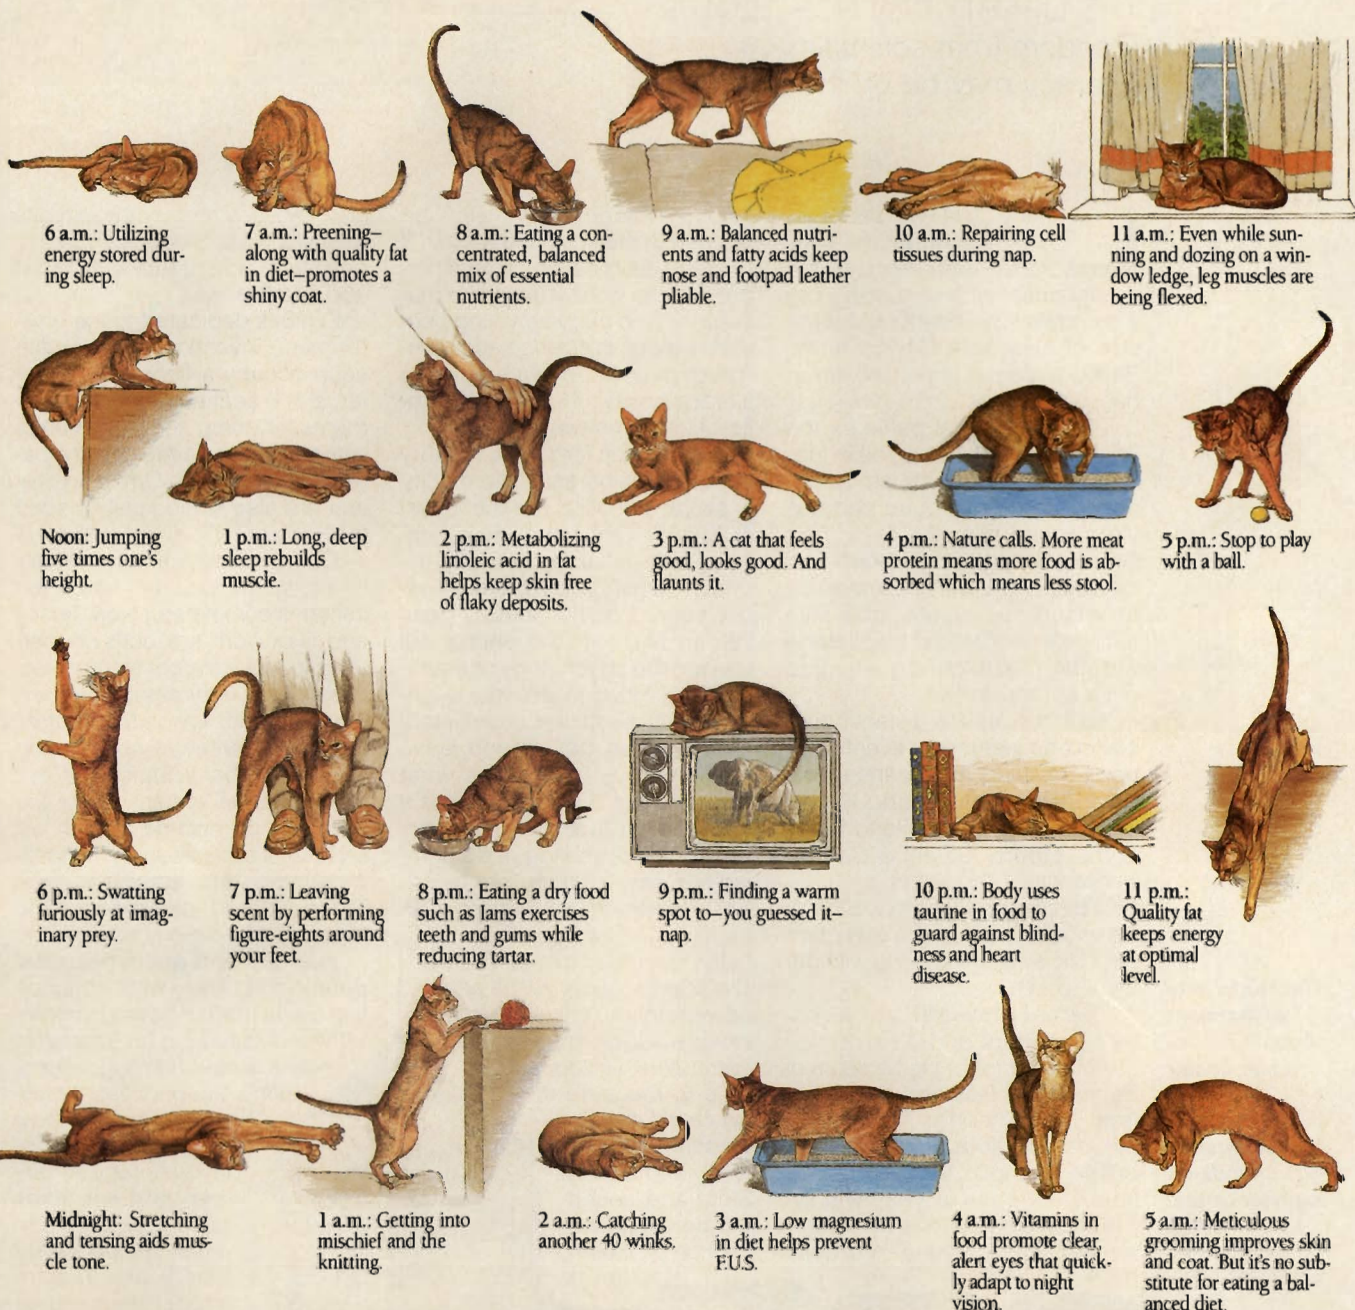 6 a.m.: Utilizing
energy stored dur-
ing sleep.
7 a.m.: Preening–
along with quality fat
in diet–promotes a
shiny coat.
8 a.m.: Eating a con-
centrated, balanced
mix of essential
nutrients.
9 a.m.: Balanced nutri-
ents and fatty acids keep
nose and footpad leather
pliable.
10 a.m.: Repairing cell
tissues during nap.
11 a.m.: Even while sun-
ning and dozing on a win-
dow ledge, leg muscles are
being flexed.
Noon: Jumping
five times one's
height.
1 p.m.: Long, deep
sleep rebuilds
muscle.
2 p.m.: Metabolizing
linoleic acid in fat
helps keep skin free
of flaky deposits.
3 p.m.: A cat that feels
good, looks good. And
flaunts it.
4 p.m.: Nature calls. More meat
protein means more food is ab-
sorbed which means less stool.
5 p.m.: Stop to play
with a ball.
6 p.m.: Swatting
furiously at imag-
inary prey.
7 p.m.: Leaving
scent by performing
figure-eights around
your feet.
8 p.m.: Eating a dry food
such as Iams exercises
teeth and gums while
reducing tartar.
9 p.m.: Finding a warm
spot to–you guessed it–
nap.
10 p.m.: Body uses
taurine in food to
guard against blind-
ness and heart
disease.
11 p.m.:
Quality fat
keeps energy
at optimal
level.
Midnight: Stretching
and tensing aids mus-
cle tone.
1 a.m.: Getting into
mischief and the
knitting.
2 a.m.: Catching
another 40 winks.
3 a.m.: Low magnesium
in diet helps prevent
F.U.S.
4 a.m.: Vitamins in
food promote clear,
alert eyes that quick-
ly adapt to night
vision.
5 a.m.: Meticulous
grooming improves skin
and coat. But it's no sub-
stitute for eating a bal-
anced diet.